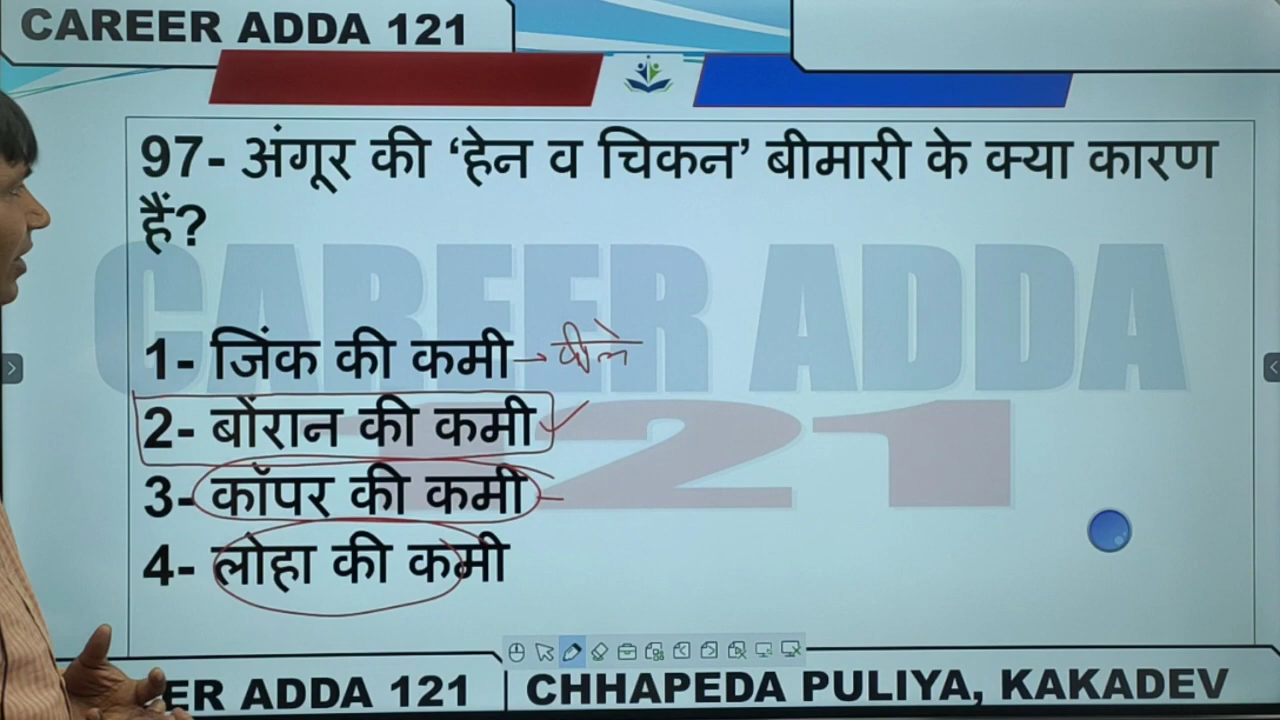 CAREER ADDA 121
97- अंगूर की ‘हेन व चिकन’ बीमारी के क्या कारण
हैं?
CAREER ADDA
121
1- जिंक की कमी
2- बोंरान की कमी
3- कॉपर की कमी
4- लोहा की कमी
ER ADDA 121
CHHAPEDA PULIYA, KAKADEV